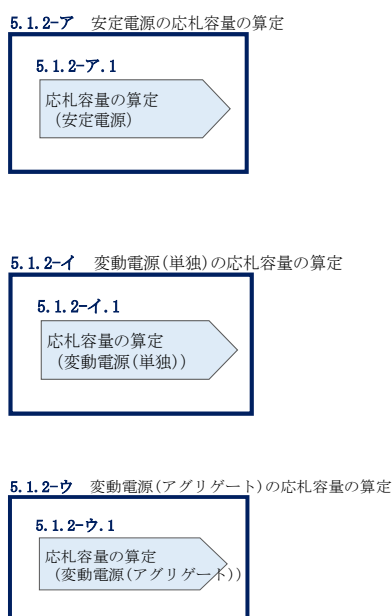 5.1.2-ア 安定電源の応札容量の算定
5.1.2-ア.1
応札容量の算定
（安定電源）
5.1.2-イ 変動電源(単独)の応札容量の算定
5.1.2-イ.1
応札容量の算定
（変動電源(単独)）
5.1.2-ウ 変動電源(アグリゲート)の応札容量の算定
5.1.2-ウ.1
応札容量の算定
（変動電源(アグリゲート)）